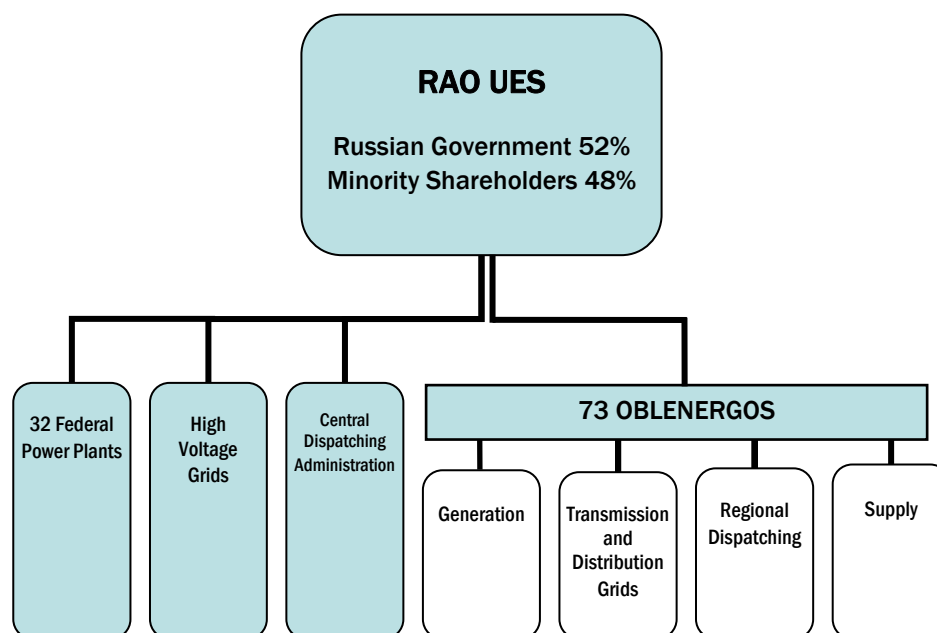 RAO UES
Russian Government 52%
Minority Shareholders 48%
32 Federal
Power Plants
High
Voltage
Grids
Central
Dispatching
Administration
73 OBLENERGOS
Generation
Transmission
and
Distribution
Grids
Regional
Dispatching
Supply